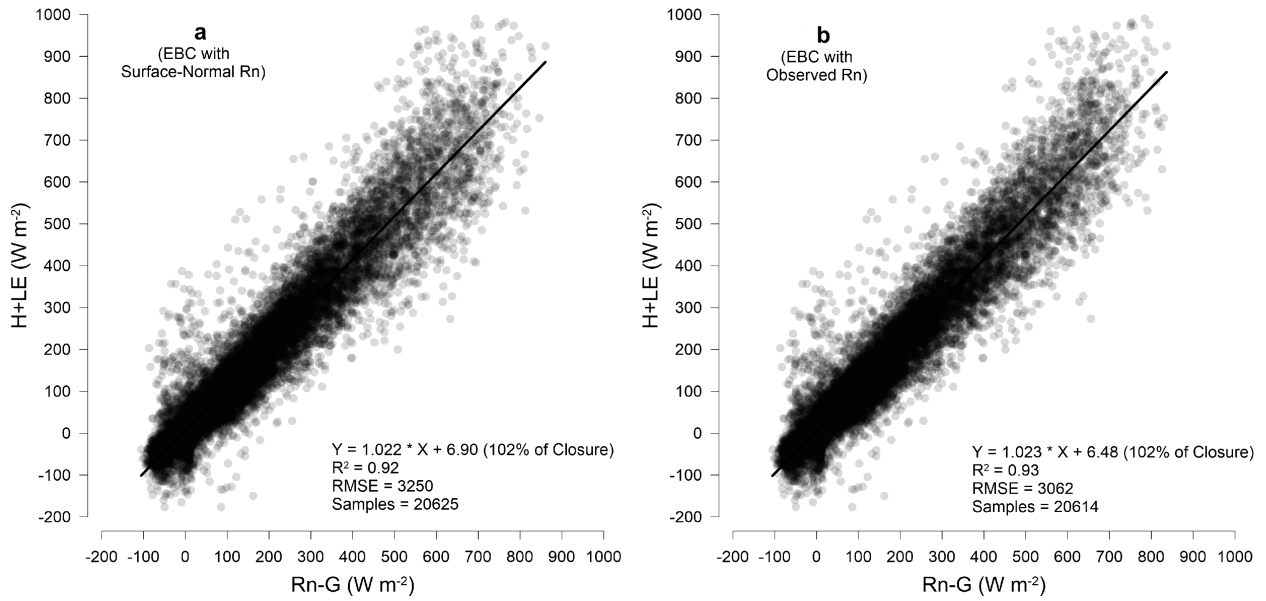 a
(EBC with
Surface-Normal Rn)
1000
900
800
700
600
500
400
300
200
100
0
-100
-200
H+LE (W m-2)
Y = 1.022 * X + 6.90 (102% of Closure)
R2 = 0.92
RMSE = 3250
Samples = 20625
-200 -100 0 100 200 300 400 500 600 700 800 900 1000
Rn-G (W m-2)
b
(EBC with
Observed Rn)
1000
900
800
700
600
500
400
300
200
100
0
-100
-200
H+LE (W m-2)
Y = 1.023 * X + 6.48 (102% of Closure)
R2 = 0.93
RMSE = 3062
Samples = 20614
-200 -100 0 100 200 300 400 500 600 700 800 900 1000
Rn-G (W m-2)